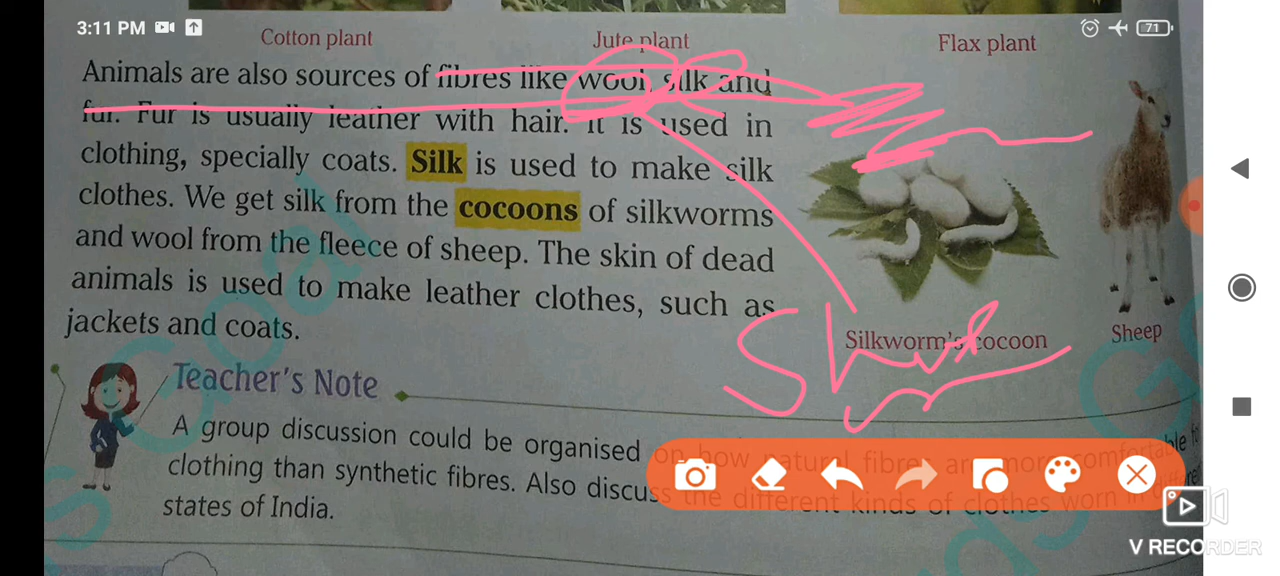 3:11 PM
71
Cotton plant
Jute plant
Flax plant
Animals are also sources of fibres like wool, silk and
fur. Fur is usually leather with hair. It is used in
clothing, specially coats. Silk is used to make silk
clothes. We get silk from the cocoons of silkworms
and wool from the fleece of sheep. The skin of dead
animals is used to make leather clothes, such as
jackets and coats.
Silkworm's cocoon
Sheep
Teacher's Note
A group discussion could be organised on how natural fibres are more comfortable for
clothing than synthetic fibres. Also discuss the different kinds of clothes worn in
states of India.
V RECORDER